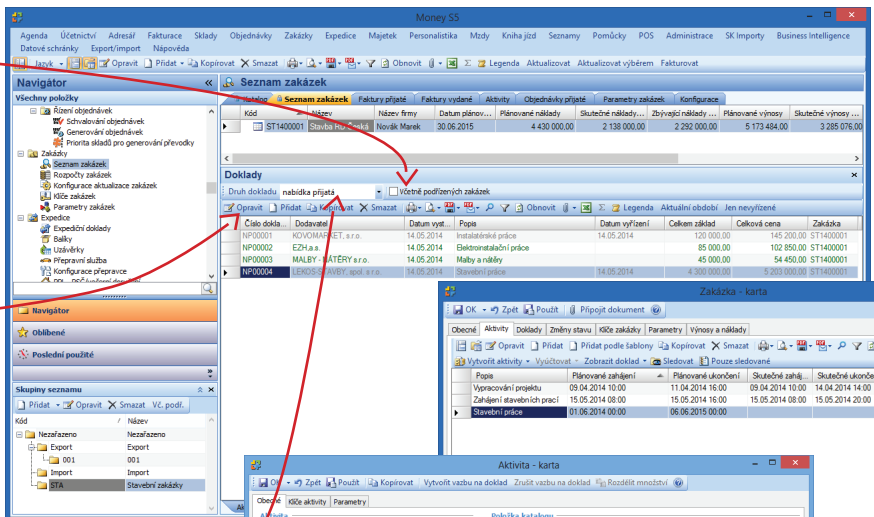 Money S5
Agenda Účetnictví Adresář Fakturace Sklady Objednávky Zakázky Expedice Majetek Personalistika Mzdy Kniha jízd Seznamy Pomůcky POS Administrace SK Importy Business Intelligence
Datové schránky Export/import Nápověda
Jazyk Opravit Přidat Kopírovat Smazat Obnovit Legenda Aktualizovat Aktualizovat výběrem Fakturovat
Navigátor
Všechny položky
Řízení objednávek
Schvalování objednávek
Generování objednávek
Priorita skladů pro generování převodky
Zakázky
Seznam zakázek
Rozpočty zakázek
Konfigurace aktualizace zakázek
Klíče zakázek
Parametry zakázek
Expedice
Expediční doklady
Balíky
Uzávěrky
Přepravní služba
Konfigurace přepravce
Navigátor
Oblíbené
Poslední použité
Skupiny seznamu
Přidat Opravit Smazat Vč. podř.
Kód Název
Nezařazeno Nezařazeno
Export Export
001 001
Import Import
STA Stavební zakázky
Seznam zakázek
Katalog Seznam zakázek Faktury přijaté Faktury vydané Aktivity Objednávky přijaté Parametry zakázek Konfigurace
Kód Název Název firmy Datum plánov... Plánované náklady Skutečné náklady... Zbývající náklady ... Plánované výnosy Skutečné výnosy ...
ST1400001 Stavba RD Česká Novák Marek 30.06.2015 4 430 000,00 2 138 000,00 2 292 000,00 5 173 484,00 3 285 076,00
Doklady
Druh dokladu nabídka přijatá Včetně podřízených zakázek
Opravit Přidat Kopírovat Smazat Obnovit Legenda Aktuální období Jen nevyřízené
Číslo dokla... Dodavatel Datum vyst... Popis Datum vyřízení Celkem základ Celková cena Zakázka
NP00001 KOVOMARKET, s.r.o. 14.05.2014 Instalatérské práce 14.05.2014 120 000,00 145 200,00 ST1400001
NP00002 EZH,a.s. 14.05.2014 Elektroinstalační práce 85 000,00 102 850,00 ST1400001
NP00003 MALBY - NÁTĚRY s.r.o. 14.05.2014 Malby a nátěry 45 000,00 54 450,00 ST1400001
NP00004 LEKOS-STAVBY, spol. s r.o. 14.05.2014 Stavební práce 14.05.2014 4 300 000,00 5 203 000,00 ST1400001
Zakázka - karta
OK Zpět Použít Připojit dokument
Obecné Aktivity Doklady Změny stavu Klíče zakázky Parametry Výnosy a náklady
Opravit Přidat Přidat podle šablony Kopírovat Smazat
Vytvořit aktivity Vyúčtovat Zobrazit doklad Sledovat Pouze sledované
Popis Plánované zahájení Plánované ukončení Skutečné zaháj... Skutečné ukonče
Vypracování projektu 09.04.2014 10:00 11.04.2014 16:00 09.04.2014 10:00 14.04.2014 14:00
Zahájení stavebních prací 15.05.2014 08:00 15.05.2014 16:00 15.05.2014 08:00 15.05.2014 20:00
Stavební práce 01.06.2014 00:00 06.06.2015 00:00
Aktivita - karta
OK Zpět Použít Kopírovat Vytvořit vazbu na doklad Zrušit vazbu na doklad Rozdělit množství
Obecné Klíče aktivity Parametry
Aktivita Položka katalogu